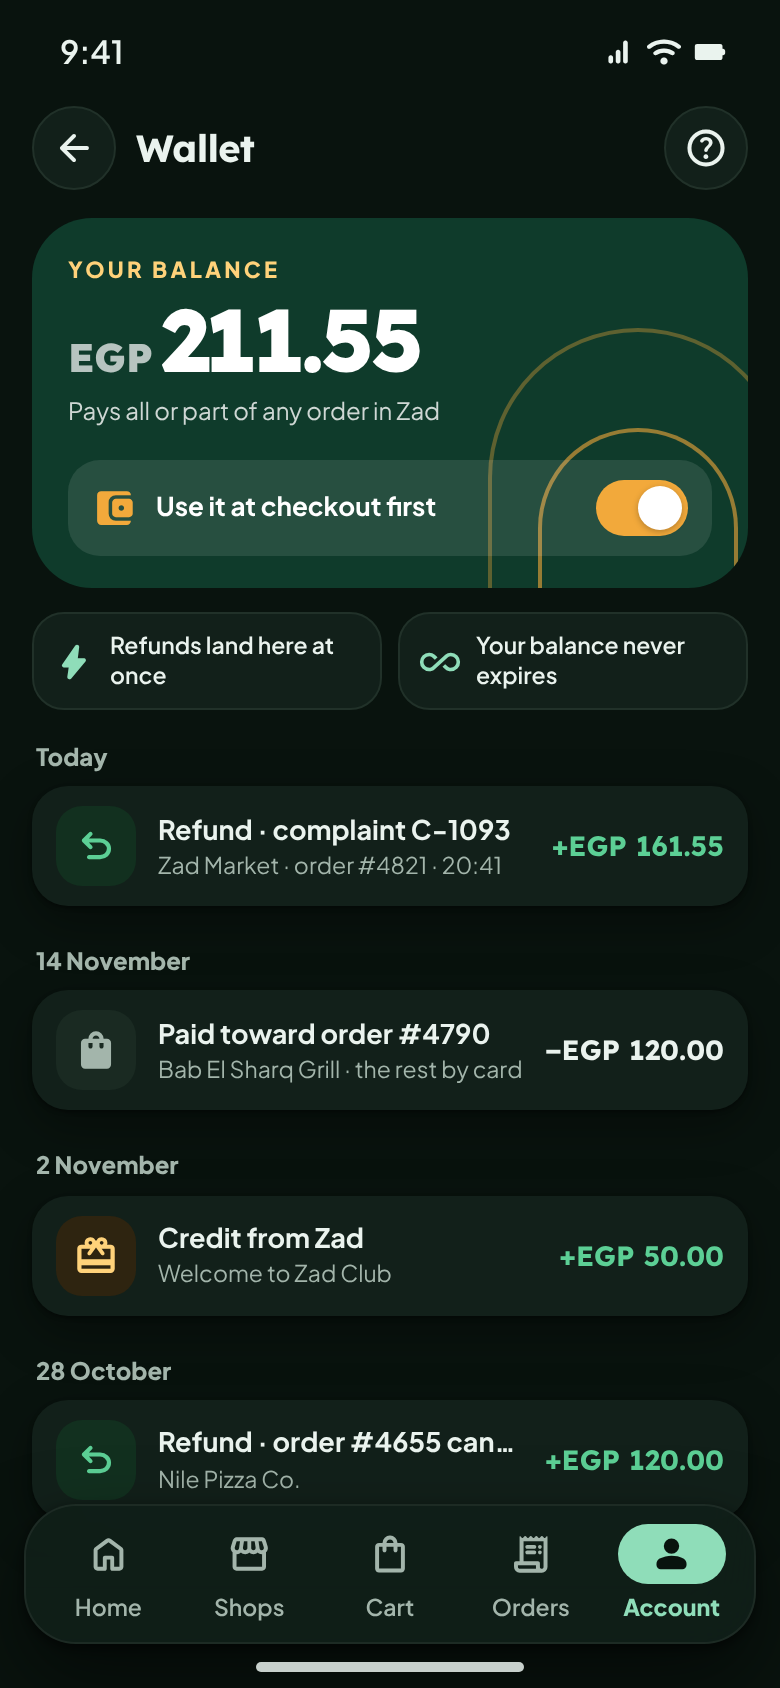 9:41
Wallet
YOUR BALANCE
EGP 211.55
Pays all or part of any order in Zad
Use it at checkout first
Refunds land here at
once
Your balance never
expires
Today
Refund · complaint C-1093
+EGP 161.55
Zad Market · order #4821 · 20:41
14 November
Paid toward order #4790
−EGP 120.00
Bab El Sharq Grill · the rest by card
2 November
Credit from Zad
+EGP 50.00
Welcome to Zad Club
28 October
Refund · order #4655 can…
+EGP 120.00
Nile Pizza Co.
Home
Shops
Cart
Orders
Account